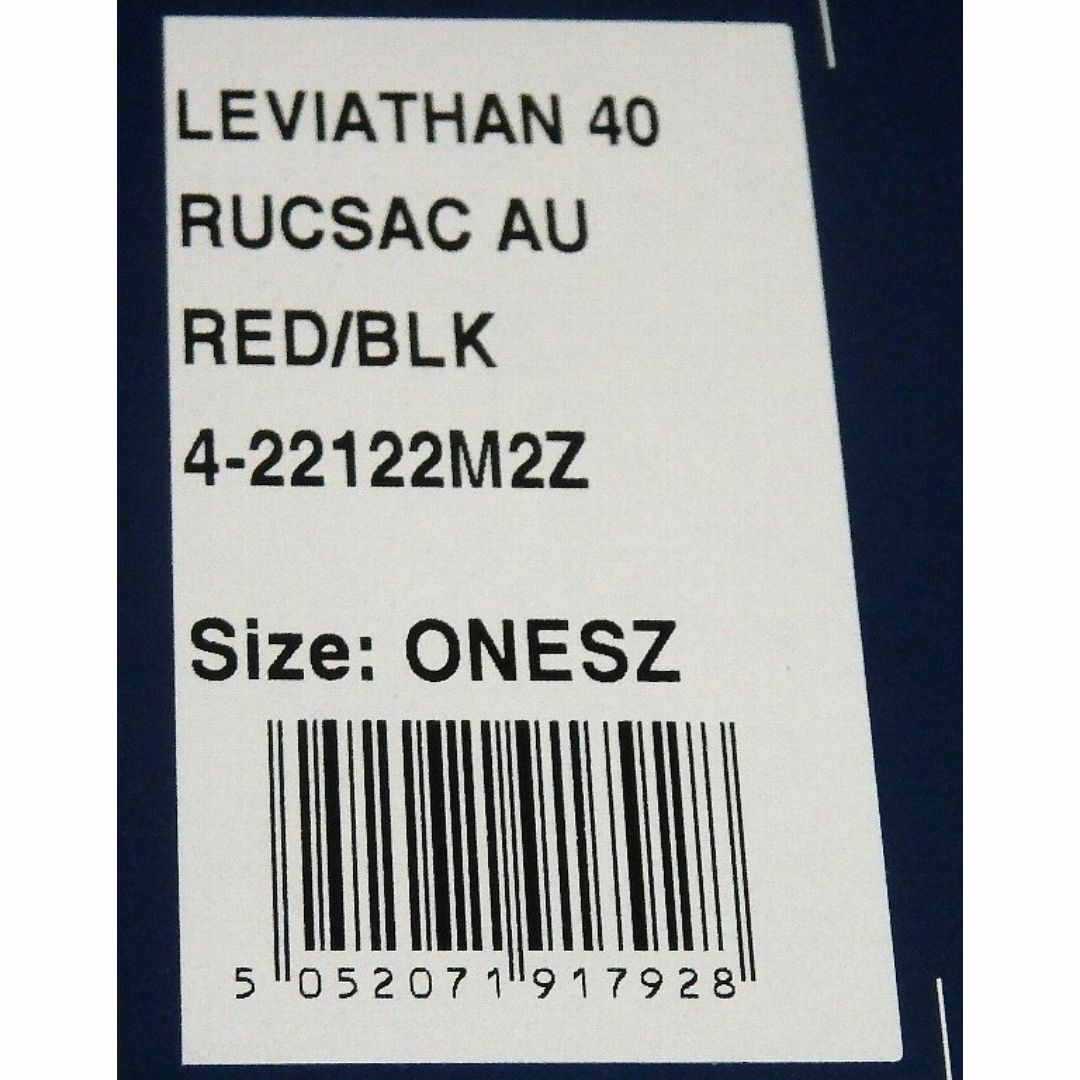 LEVIATHAN 40
RUCSAC AU
RED/BLK
4-22122M2Z
Size: ONESZ
5 052071 917928